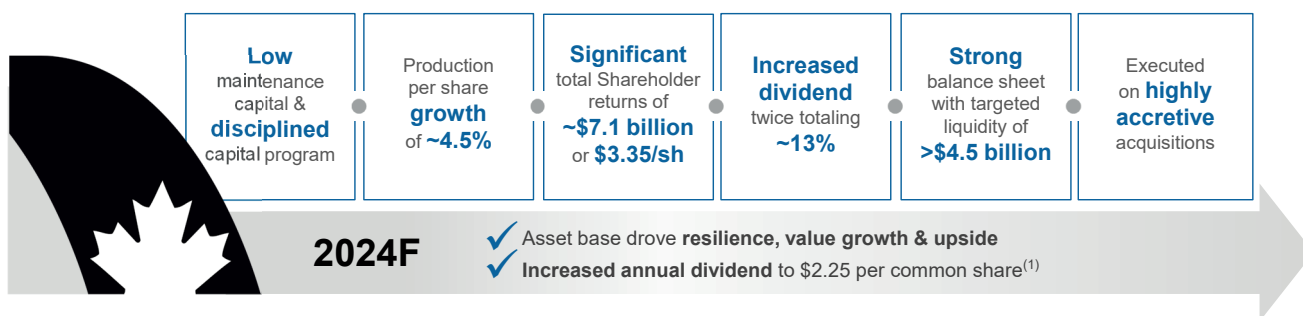 Low
maintenance
capital &
disciplined
capital program
Production
per share
growth
of ~4.5%
Significant
total Shareholder
returns of
~$7.1 billion
or $3.35/sh
Increased
dividend
twice totaling
~13%
Strong
balance sheet
with targeted
liquidity of
>$4.5 billion
Executed
on highly
accretive
acquisitions
2024F
Asset base drove resilience, value growth & upside
Increased annual dividend to $2.25 per common share(1)